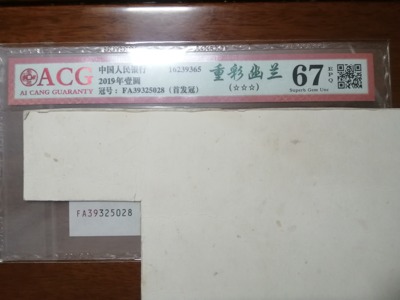 ACG
AI CANG GUARANTY
中国人民银行 16239365
2019年壹圆
冠号：FA39325028（首发冠）
重彩幽兰
(☆☆☆)
67 EPQ
Superb Gem Unc
FA39325028